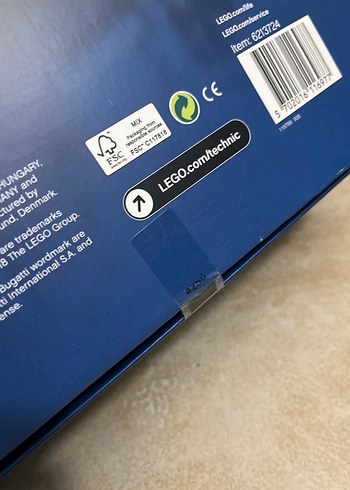 LEGO.com/life
LEGO.com/service
Item: 6213724
5 702016 116977
MIX
Packaging from
responsible sources
FSC® C117818
FSC
CE
LEGO.com/technic
HUNGARY,
ANY and
ctured by
und, Denmark.
are trademarks
8 The LEGO Group.
Bugatti wordmark are
tti International S.A. and
ense.